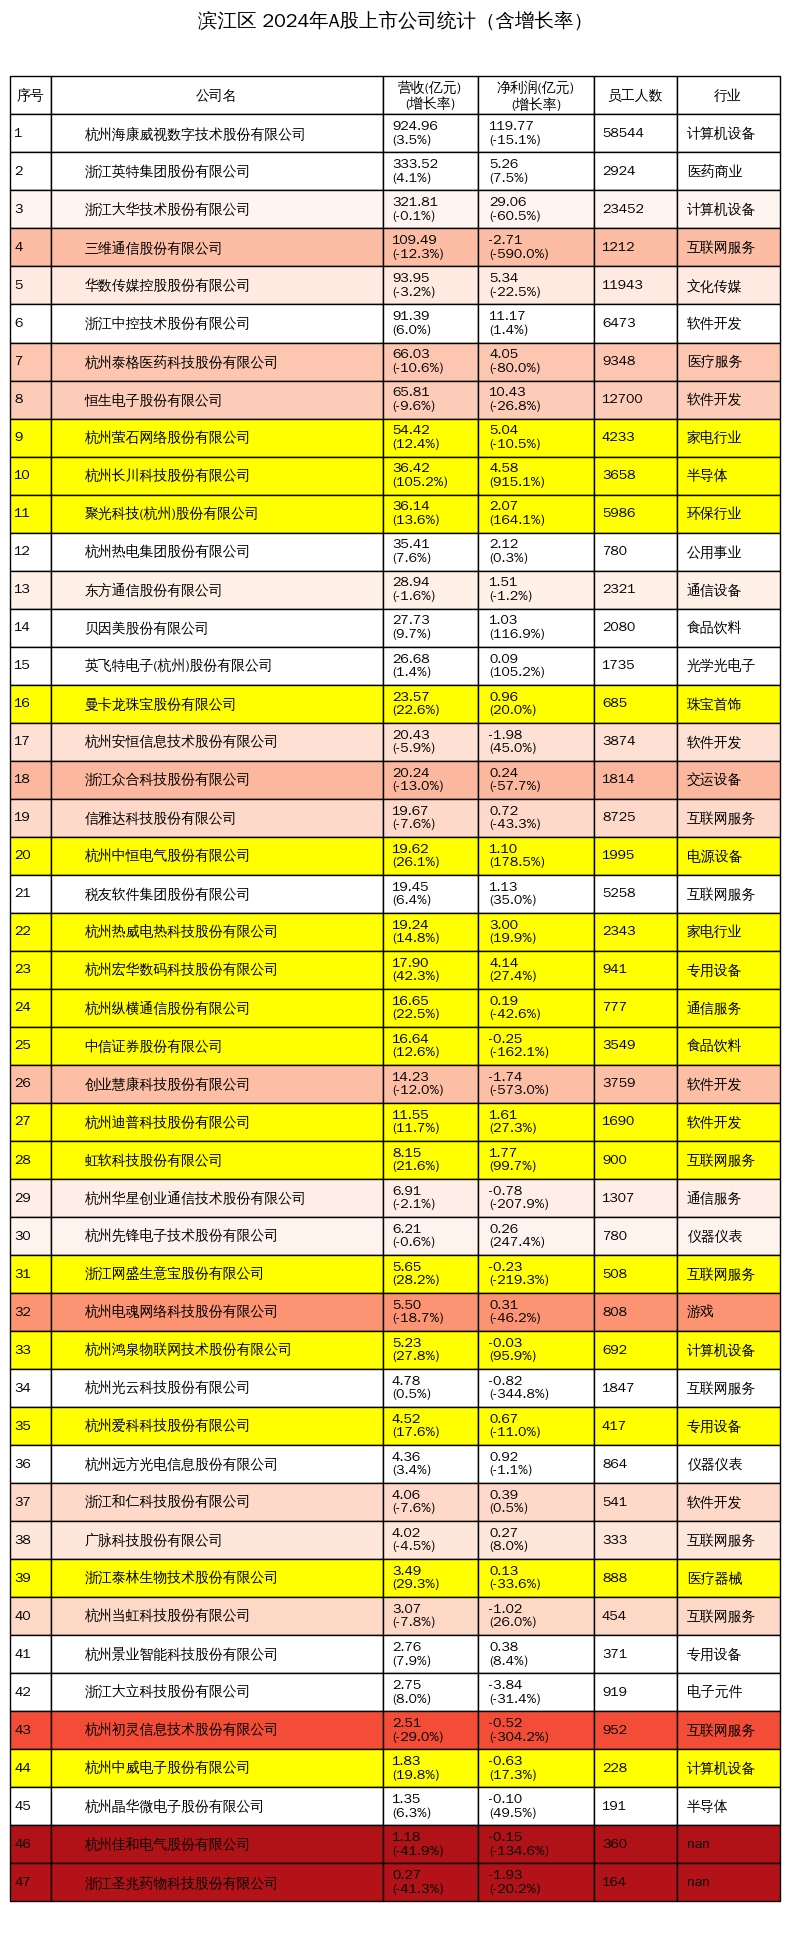 滨江区 2024年A股上市公司统计（含增长率）
序号 公司名 营收(亿元) (增长率) 净利润(亿元) (增长率) 员工人数 行业
1 杭州海康威视数字技术股份有限公司 924.96 (3.5%) 119.77 (-15.1%) 58544 计算机设备
2 浙江英特集团股份有限公司 333.52 (4.1%) 5.26 (7.5%) 2924 医药商业
3 浙江大华技术股份有限公司 321.81 (-0.1%) 29.06 (-60.5%) 23452 计算机设备
4 三维通信股份有限公司 109.49 (-12.3%) -2.71 (-590.0%) 1212 互联网服务
5 华数传媒控股股份有限公司 93.95 (-3.2%) 5.34 (-22.5%) 11943 文化传媒
6 浙江中控技术股份有限公司 91.39 (6.0%) 11.17 (1.4%) 6473 软件开发
7 杭州泰格医药科技股份有限公司 66.03 (-10.6%) 4.05 (-80.0%) 9348 医疗服务
8 恒生电子股份有限公司 65.81 (-9.6%) 10.43 (-26.8%) 12700 软件开发
9 杭州萤石网络股份有限公司 54.42 (12.4%) 5.04 (-10.5%) 4233 家电行业
10 杭州长川科技股份有限公司 36.42 (105.2%) 4.58 (915.1%) 3658 半导体
11 聚光科技(杭州)股份有限公司 36.14 (13.6%) 2.07 (164.1%) 5986 环保行业
12 杭州热电集团股份有限公司 35.41 (7.6%) 2.12 (0.3%) 780 公用事业
13 东方通信股份有限公司 28.94 (-1.6%) 1.51 (-1.2%) 2321 通信设备
14 贝因美股份有限公司 27.73 (9.7%) 1.03 (116.9%) 2080 食品饮料
15 英飞特电子(杭州)股份有限公司 26.68 (1.4%) 0.09 (105.2%) 1735 光学光电子
16 曼卡龙珠宝股份有限公司 23.57 (22.6%) 0.96 (20.0%) 685 珠宝首饰
17 杭州安恒信息技术股份有限公司 20.43 (-5.9%) -1.98 (45.0%) 3874 软件开发
18 浙江众合科技股份有限公司 20.24 (-13.0%) 0.24 (-57.7%) 1814 交运设备
19 信雅达科技股份有限公司 19.67 (-7.6%) 0.72 (-43.3%) 8725 互联网服务
20 杭州中恒电气股份有限公司 19.62 (26.1%) 1.10 (178.5%) 1995 电源设备
21 税友软件集团股份有限公司 19.45 (6.4%) 1.13 (35.0%) 5258 互联网服务
22 杭州热威电热科技股份有限公司 19.24 (14.8%) 3.00 (19.9%) 2343 家电行业
23 杭州宏华数码科技股份有限公司 17.90 (42.3%) 4.14 (27.4%) 941 专用设备
24 杭州纵横通信股份有限公司 16.65 (22.5%) 0.19 (-42.6%) 777 通信服务
25 中信证券股份有限公司 16.64 (12.6%) -0.25 (-162.1%) 3549 食品饮料
26 创业慧康科技股份有限公司 14.23 (-12.0%) -1.74 (-573.0%) 3759 软件开发
27 杭州迪普科技股份有限公司 11.55 (11.7%) 1.61 (27.3%) 1690 软件开发
28 虹软科技股份有限公司 8.15 (21.6%) 1.77 (99.7%) 900 互联网服务
29 杭州华星创业通信技术股份有限公司 6.91 (-2.1%) -0.78 (-207.9%) 1307 通信服务
30 杭州先锋电子技术股份有限公司 6.21 (-0.6%) 0.26 (247.4%) 780 仪器仪表
31 浙江网盛生意宝股份有限公司 5.65 (28.2%) -0.23 (-219.3%) 508 互联网服务
32 杭州电魂网络科技股份有限公司 5.50 (-18.7%) 0.31 (-46.2%) 808 游戏
33 杭州鸿泉物联网技术股份有限公司 5.23 (27.8%) -0.03 (95.9%) 692 计算机设备
34 杭州光云科技股份有限公司 4.78 (0.5%) -0.82 (-344.8%) 1847 互联网服务
35 杭州爱科科技股份有限公司 4.52 (17.6%) 0.67 (-11.0%) 417 专用设备
36 杭州远方光电信息股份有限公司 4.36 (3.4%) 0.92 (-1.1%) 864 仪器仪表
37 浙江和仁科技股份有限公司 4.06 (-7.6%) 0.39 (0.5%) 541 软件开发
38 广脉科技股份有限公司 4.02 (-4.5%) 0.27 (8.0%) 333 互联网服务
39 浙江泰林生物技术股份有限公司 3.49 (29.3%) 0.13 (-33.6%) 888 医疗器械
40 杭州当虹科技股份有限公司 3.07 (-7.8%) -1.02 (26.0%) 454 互联网服务
41 杭州景业智能科技股份有限公司 2.76 (7.9%) 0.38 (8.4%) 371 专用设备
42 浙江大立科技股份有限公司 2.75 (8.0%) -3.84 (-31.4%) 919 电子元件
43 杭州初灵信息技术股份有限公司 2.51 (-29.0%) -0.52 (-304.2%) 952 互联网服务
44 杭州中威电子股份有限公司 1.83 (19.8%) -0.63 (17.3%) 228 计算机设备
45 杭州晶华微电子股份有限公司 1.35 (6.3%) -0.10 (49.5%) 191 半导体
46 杭州佳和电气股份有限公司 1.18 (-41.9%) -0.15 (-134.6%) 360 nan
47 浙江圣兆药物科技股份有限公司 0.27 (-41.3%) -1.93 (-20.2%) 164 nan